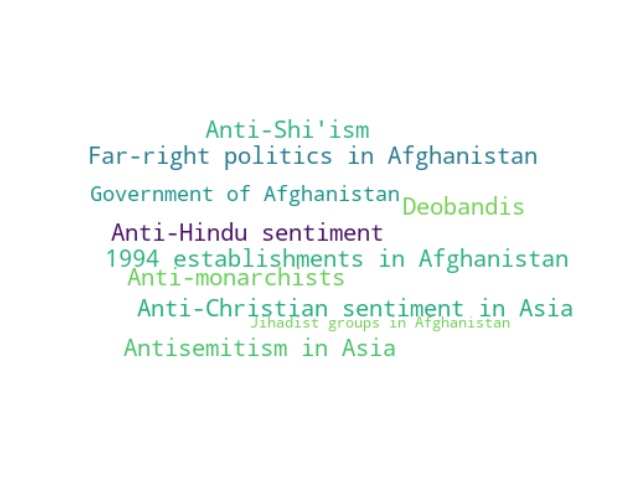 Anti-Shi'ism
Far-right politics in Afghanistan
Government of Afghanistan
Deobandis
Anti-Hindu sentiment
1994 establishments in Afghanistan
Anti-monarchists
Anti-Christian sentiment in Asia
Jihadist groups in Afghanistan
Antisemitism in Asia